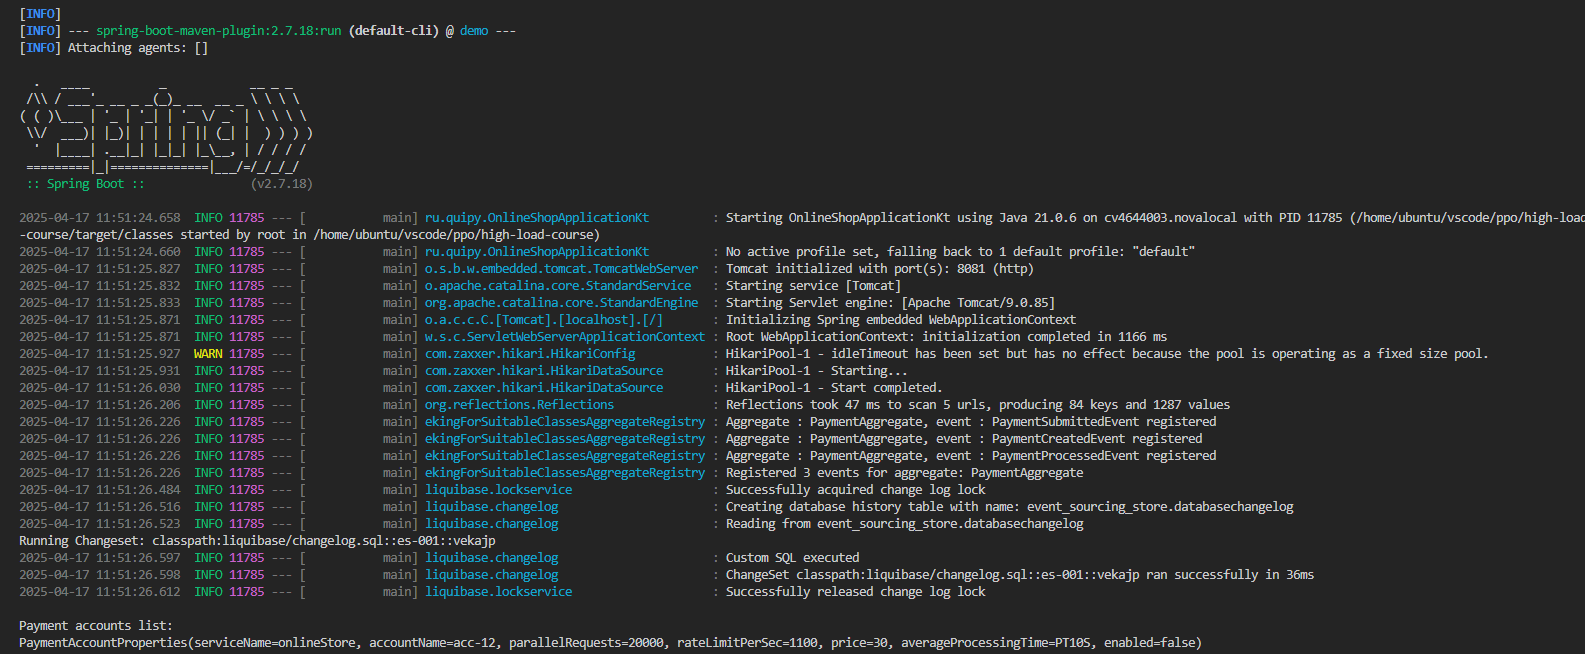 [INFO]
[INFO] --- spring-boot-maven-plugin:2.7.18:run (default-cli) @ demo ---
[INFO] Attaching agents: []
  .   ____          _            __ _ _
 /\\ / ___'_ __ _ _(_)_ __  __ _ \ \ \ \
( ( )\___ | '_ | '_| | '_ \/ _` | \ \ \ \
 \\/  ___)| |_)| | | | | || (_| |  ) ) ) )
  '  |____| .__|_| |_|_| |_\__, | / / / /
 =========|_|==============|___/=/_/_/_/
 :: Spring Boot ::               (v2.7.18)
2025-04-17 11:51:24.658  INFO 11785 --- [           main] ru.quipy.OnlineShopApplicationKt         : Starting OnlineShopApplicationKt using Java 21.0.6 on cv4644003.novalocal with PID 11785 (/home/ubuntu/vscode/ppo/high-load
-course/target/classes started by root in /home/ubuntu/vscode/ppo/high-load-course)
2025-04-17 11:51:24.660  INFO 11785 --- [           main] ru.quipy.OnlineShopApplicationKt         : No active profile set, falling back to 1 default profile: "default"
2025-04-17 11:51:25.827  INFO 11785 --- [           main] o.s.b.w.embedded.tomcat.TomcatWebServer  : Tomcat initialized with port(s): 8081 (http)
2025-04-17 11:51:25.832  INFO 11785 --- [           main] o.apache.catalina.core.StandardService   : Starting service [Tomcat]
2025-04-17 11:51:25.833  INFO 11785 --- [           main] org.apache.catalina.core.StandardEngine  : Starting Servlet engine: [Apache Tomcat/9.0.85]
2025-04-17 11:51:25.871  INFO 11785 --- [           main] o.a.c.c.C.[Tomcat].[localhost].[/]       : Initializing Spring embedded WebApplicationContext
2025-04-17 11:51:25.871  INFO 11785 --- [           main] w.s.c.ServletWebServerApplicationContext : Root WebApplicationContext: initialization completed in 1166 ms
2025-04-17 11:51:25.927  WARN 11785 --- [           main] com.zaxxer.hikari.HikariConfig           : HikariPool-1 - idleTimeout has been set but has no effect because the pool is operating as a fixed size pool.
2025-04-17 11:51:25.931  INFO 11785 --- [           main] com.zaxxer.hikari.HikariDataSource       : HikariPool-1 - Starting...
2025-04-17 11:51:26.030  INFO 11785 --- [           main] com.zaxxer.hikari.HikariDataSource       : HikariPool-1 - Start completed.
2025-04-17 11:51:26.206  INFO 11785 --- [           main] org.reflections.Reflections              : Reflections took 47 ms to scan 5 urls, producing 84 keys and 1287 values
2025-04-17 11:51:26.226  INFO 11785 --- [           main] ekingForSuitableClassesAggregateRegistry : Aggregate : PaymentAggregate, event : PaymentSubmittedEvent registered
2025-04-17 11:51:26.226  INFO 11785 --- [           main] ekingForSuitableClassesAggregateRegistry : Aggregate : PaymentAggregate, event : PaymentCreatedEvent registered
2025-04-17 11:51:26.226  INFO 11785 --- [           main] ekingForSuitableClassesAggregateRegistry : Aggregate : PaymentAggregate, event : PaymentProcessedEvent registered
2025-04-17 11:51:26.226  INFO 11785 --- [           main] ekingForSuitableClassesAggregateRegistry : Registered 3 events for aggregate: PaymentAggregate
2025-04-17 11:51:26.484  INFO 11785 --- [           main] liquibase.lockservice                    : Successfully acquired change log lock
2025-04-17 11:51:26.516  INFO 11785 --- [           main] liquibase.changelog                      : Creating database history table with name: event_sourcing_store.databasechangelog
2025-04-17 11:51:26.523  INFO 11785 --- [           main] liquibase.changelog                      : Reading from event_sourcing_store.databasechangelog
Running Changeset: classpath:liquibase/changelog.sql::es-001::vekajp
2025-04-17 11:51:26.597  INFO 11785 --- [           main] liquibase.changelog                      : Custom SQL executed
2025-04-17 11:51:26.598  INFO 11785 --- [           main] liquibase.changelog                      : ChangeSet classpath:liquibase/changelog.sql::es-001::vekajp ran successfully in 36ms
2025-04-17 11:51:26.612  INFO 11785 --- [           main] liquibase.lockservice                    : Successfully released change log lock
Payment accounts list:
PaymentAccountProperties(serviceName=onlineStore, accountName=acc-12, parallelRequests=20000, rateLimitPerSec=1100, price=30, averageProcessingTime=PT10S, enabled=false)